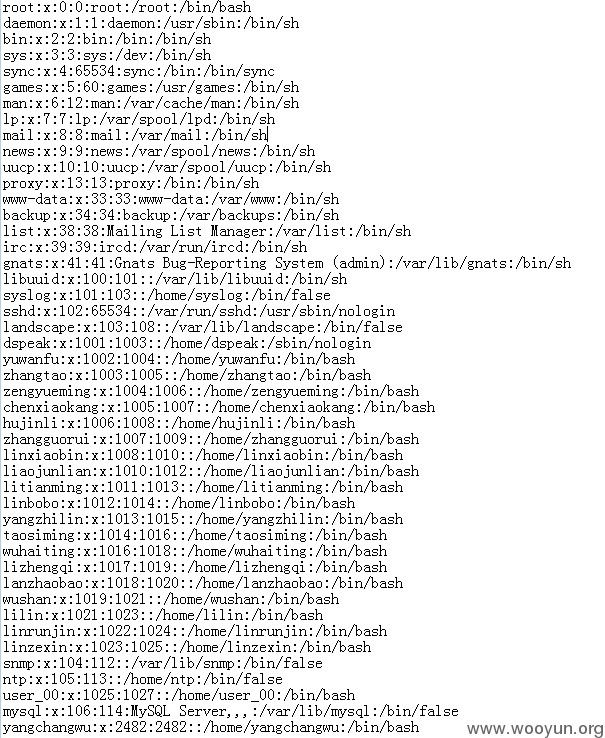 root:x:0:0:root:/root:/bin/bash
daemon:x:1:1:daemon:/usr/sbin:/bin/sh
bin:x:2:2:bin:/bin:/bin/sh
sys:x:3:3:sys:/dev:/bin/sh
sync:x:4:65534:sync:/bin:/bin/sync
games:x:5:60:games:/usr/games:/bin/sh
man:x:6:12:man:/var/cache/man:/bin/sh
lp:x:7:7:lp:/var/spool/lpd:/bin/sh
mail:x:8:8:mail:/var/mail:/bin/sh
news:x:9:9:news:/var/spool/news:/bin/sh
uucp:x:10:10:uucp:/var/spool/uucp:/bin/sh
proxy:x:13:13:proxy:/bin:/bin/sh
www-data:x:33:33:www-data:/var/www:/bin/sh
backup:x:34:34:backup:/var/backups:/bin/sh
list:x:38:38:Mailing List Manager:/var/list:/bin/sh
irc:x:39:39:ircd:/var/run/ircd:/bin/sh
gnats:x:41:41:Gnats Bug-Reporting System (admin):/var/lib/gnats:/bin/sh
libuuid:x:100:101::/var/lib/libuuid:/bin/sh
syslog:x:101:103::/home/syslog:/bin/false
sshd:x:102:65534::/var/run/sshd:/usr/sbin/nologin
landscape:x:103:108::/var/lib/landscape:/bin/false
dspeak:x:1001:1003::/home/dspeak:/sbin/nologin
yuwanfu:x:1002:1004::/home/yuwanfu:/bin/bash
zhangtao:x:1003:1005::/home/zhangtao:/bin/bash
zengyueming:x:1004:1006::/home/zengyueming:/bin/bash
chenxiaokang:x:1005:1007::/home/chenxiaokang:/bin/bash
hujinli:x:1006:1008::/home/hujinli:/bin/bash
zhangguorui:x:1007:1009::/home/zhangguorui:/bin/bash
linxiaobin:x:1008:1010::/home/linxiaobin:/bin/bash
liaojunlian:x:1010:1012::/home/liaojunlian:/bin/bash
litianming:x:1011:1013::/home/litianming:/bin/bash
linbobo:x:1012:1014::/home/linbobo:/bin/bash
yangzhilin:x:1013:1015::/home/yangzhilin:/bin/bash
taosiming:x:1014:1016::/home/taosiming:/bin/bash
wuhaiting:x:1016:1018::/home/wuhaiting:/bin/bash
lizhengqi:x:1017:1019::/home/lizhengqi:/bin/bash
lanzhaobao:x:1018:1020::/home/lanzhaobao:/bin/bash
wushan:x:1019:1021::/home/wushan:/bin/bash
lilin:x:1021:1023::/home/lilin:/bin/bash
linrunjin:x:1022:1024::/home/linrunjin:/bin/bash
linzexin:x:1023:1025::/home/linzexin:/bin/bash
snmp:x:104:112::/var/lib/snmp:/bin/false
ntp:x:105:113::/home/ntp:/bin/false
user_00:x:1025:1027::/home/user_00:/bin/bash
mysql:x:106:114:MySQL Server,,,:/var/lib/mysql:/bin/false
yangchangwu:x:2482:2482::/home/yangchangwu:/bin/bash
www.wooyun.org